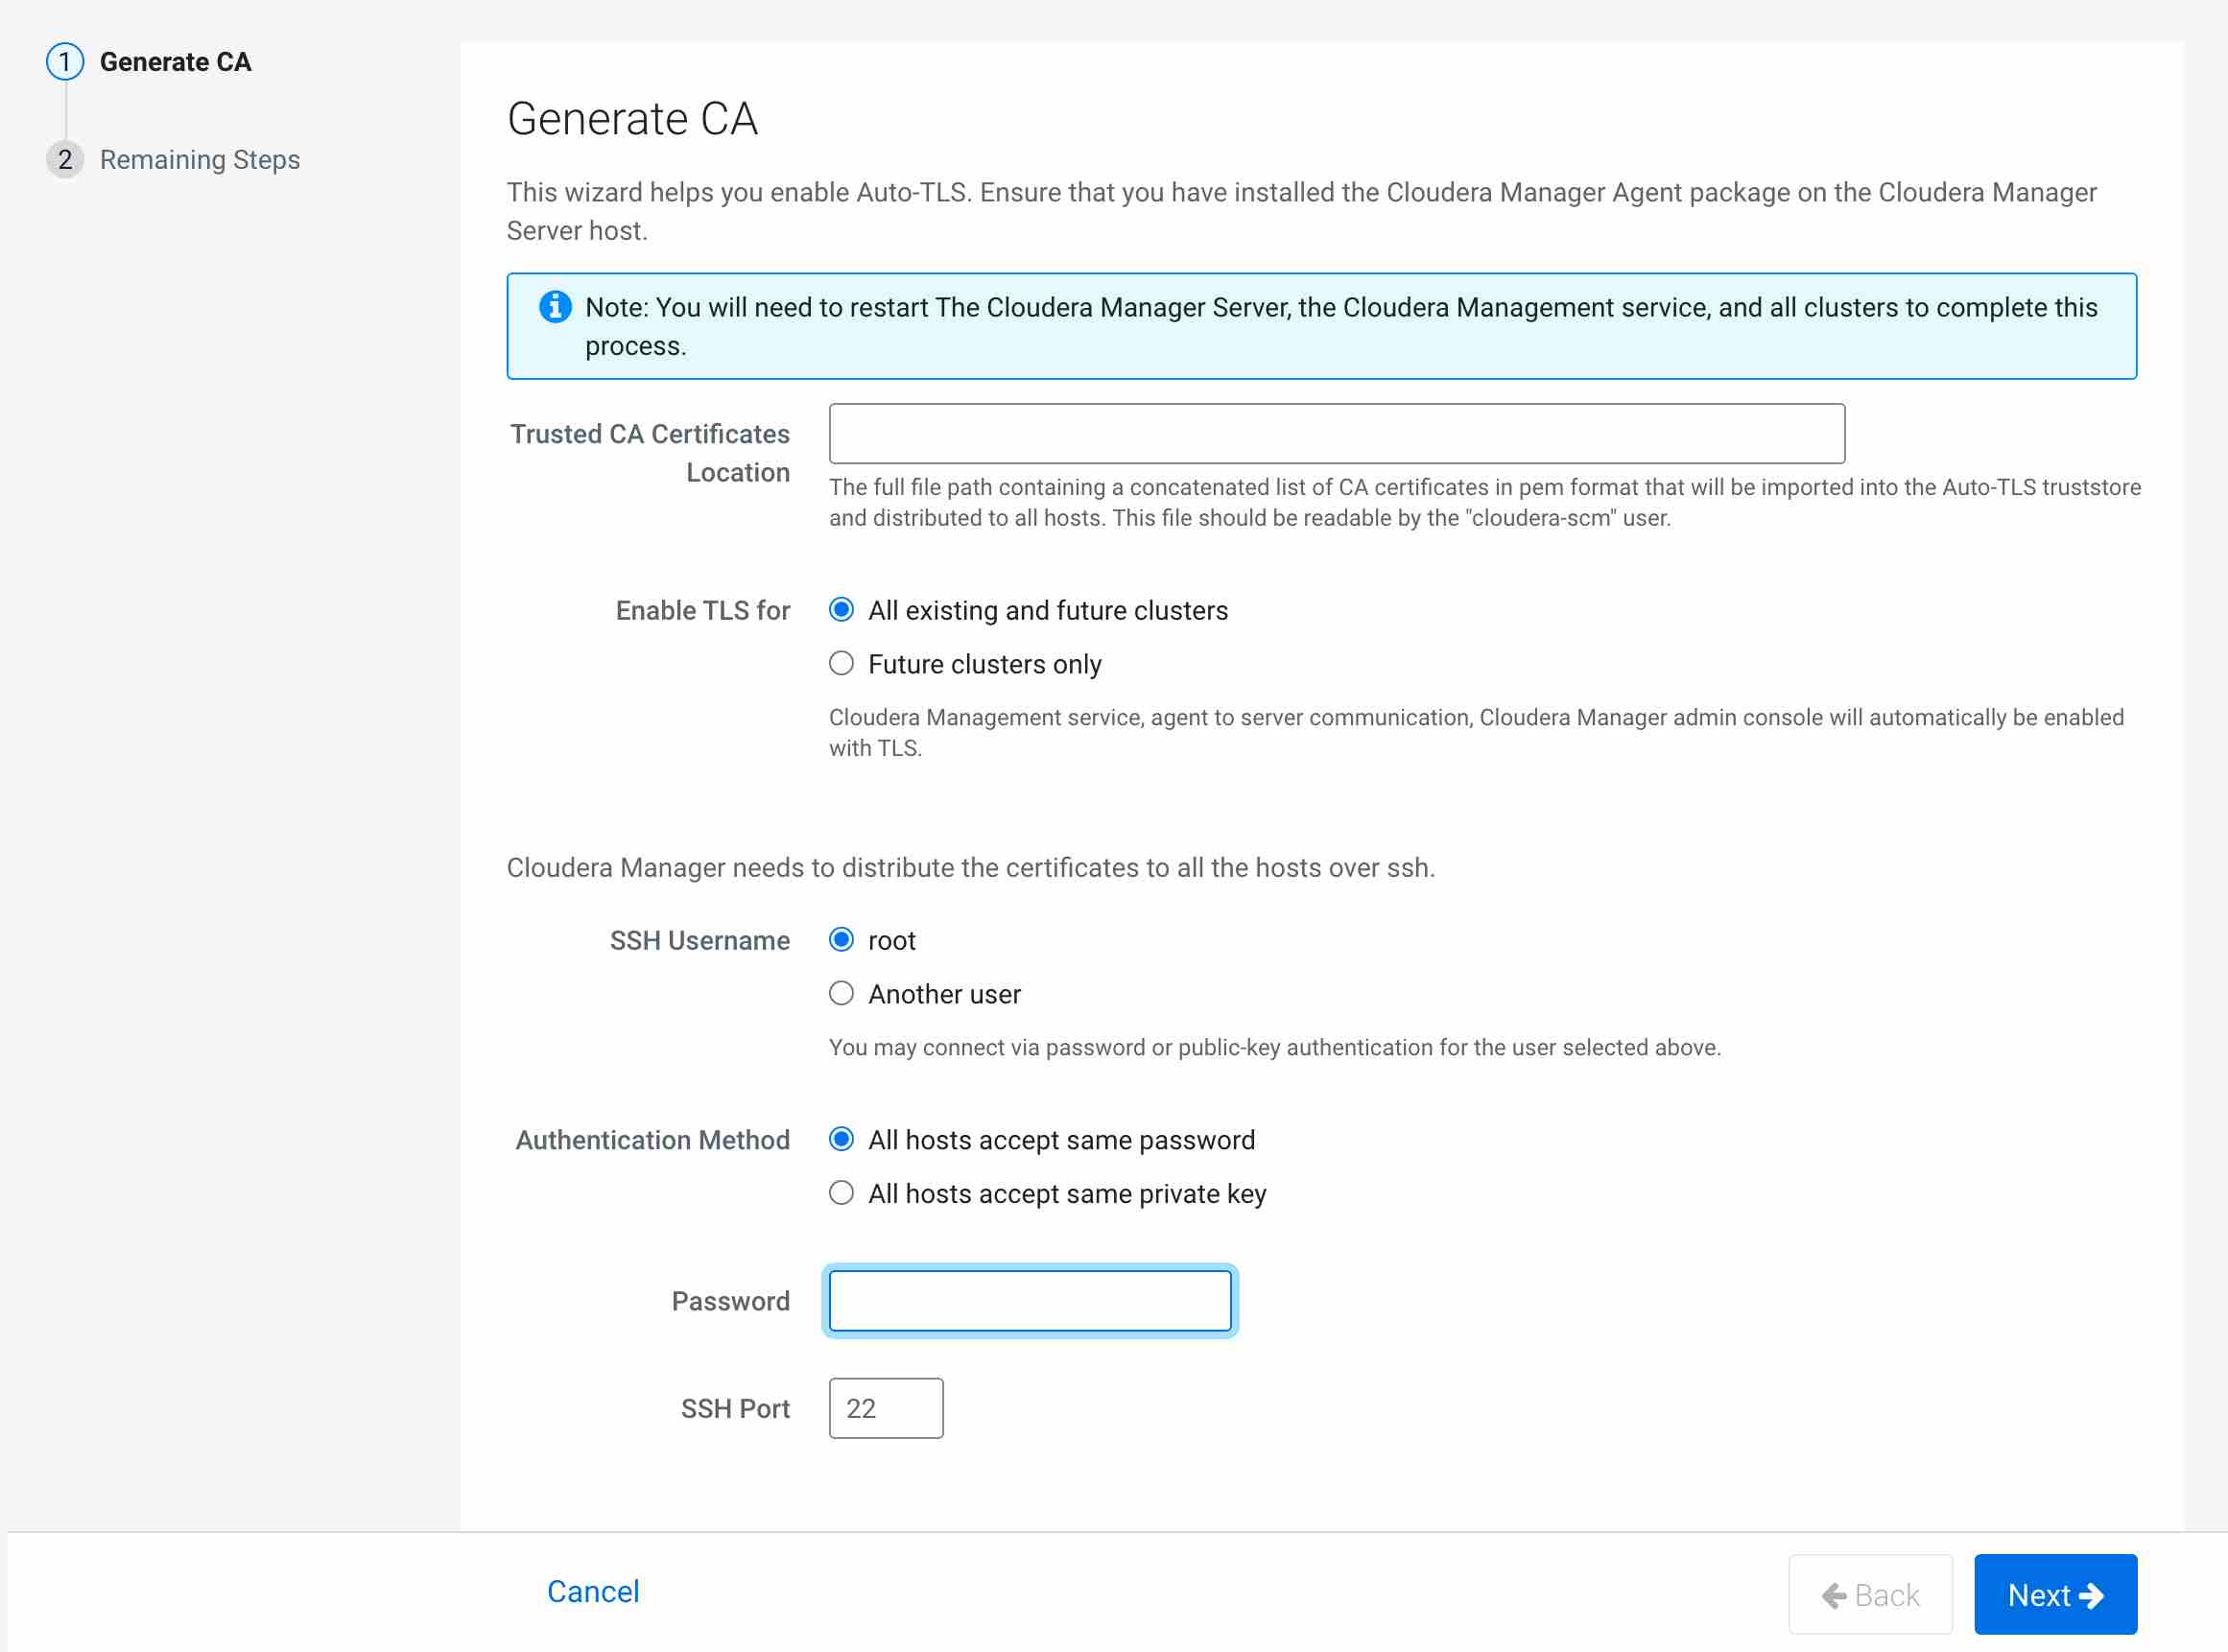 1 Generate CA
2 Remaining Steps
Generate CA
This wizard helps you enable Auto-TLS. Ensure that you have installed the Cloudera Manager Agent package on the Cloudera Manager
Server host.
Note: You will need to restart The Cloudera Manager Server, the Cloudera Management service, and all clusters to complete this
process.
Trusted CA Certificates
Location
The full file path containing a concatenated list of CA certificates in pem format that will be imported into the Auto-TLS truststore
and distributed to all hosts. This file should be readable by the "cloudera-scm" user.
Enable TLS for
All existing and future clusters
Future clusters only
Cloudera Management service, agent to server communication, Cloudera Manager admin console will automatically be enabled
with TLS.
Cloudera Manager needs to distribute the certificates to all the hosts over ssh.
SSH Username
root
Another user
You may connect via password or public-key authentication for the user selected above.
Authentication Method
All hosts accept same password
All hosts accept same private key
Password
SSH Port
22
Cancel
Back
Next